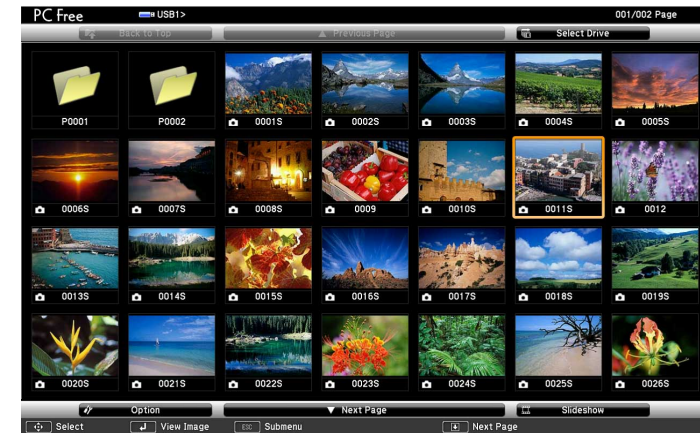 PC Free USB1> 001/002 Page
Back to Top ▲ Previous Page Select Drive
P0001 P0002 0001S 0002S 0003S 0004S 0005S
0006S 0007S 0008S 0009 0010S 0011S 0012
0013S 0014S 0015S 0016S 0017S 0018S 0019S
0020S 0021S 0022S 0023S 0024S 0025S 0026S
Option ▼ Next Page Slideshow
Select View Image Esc Submenu Next Page